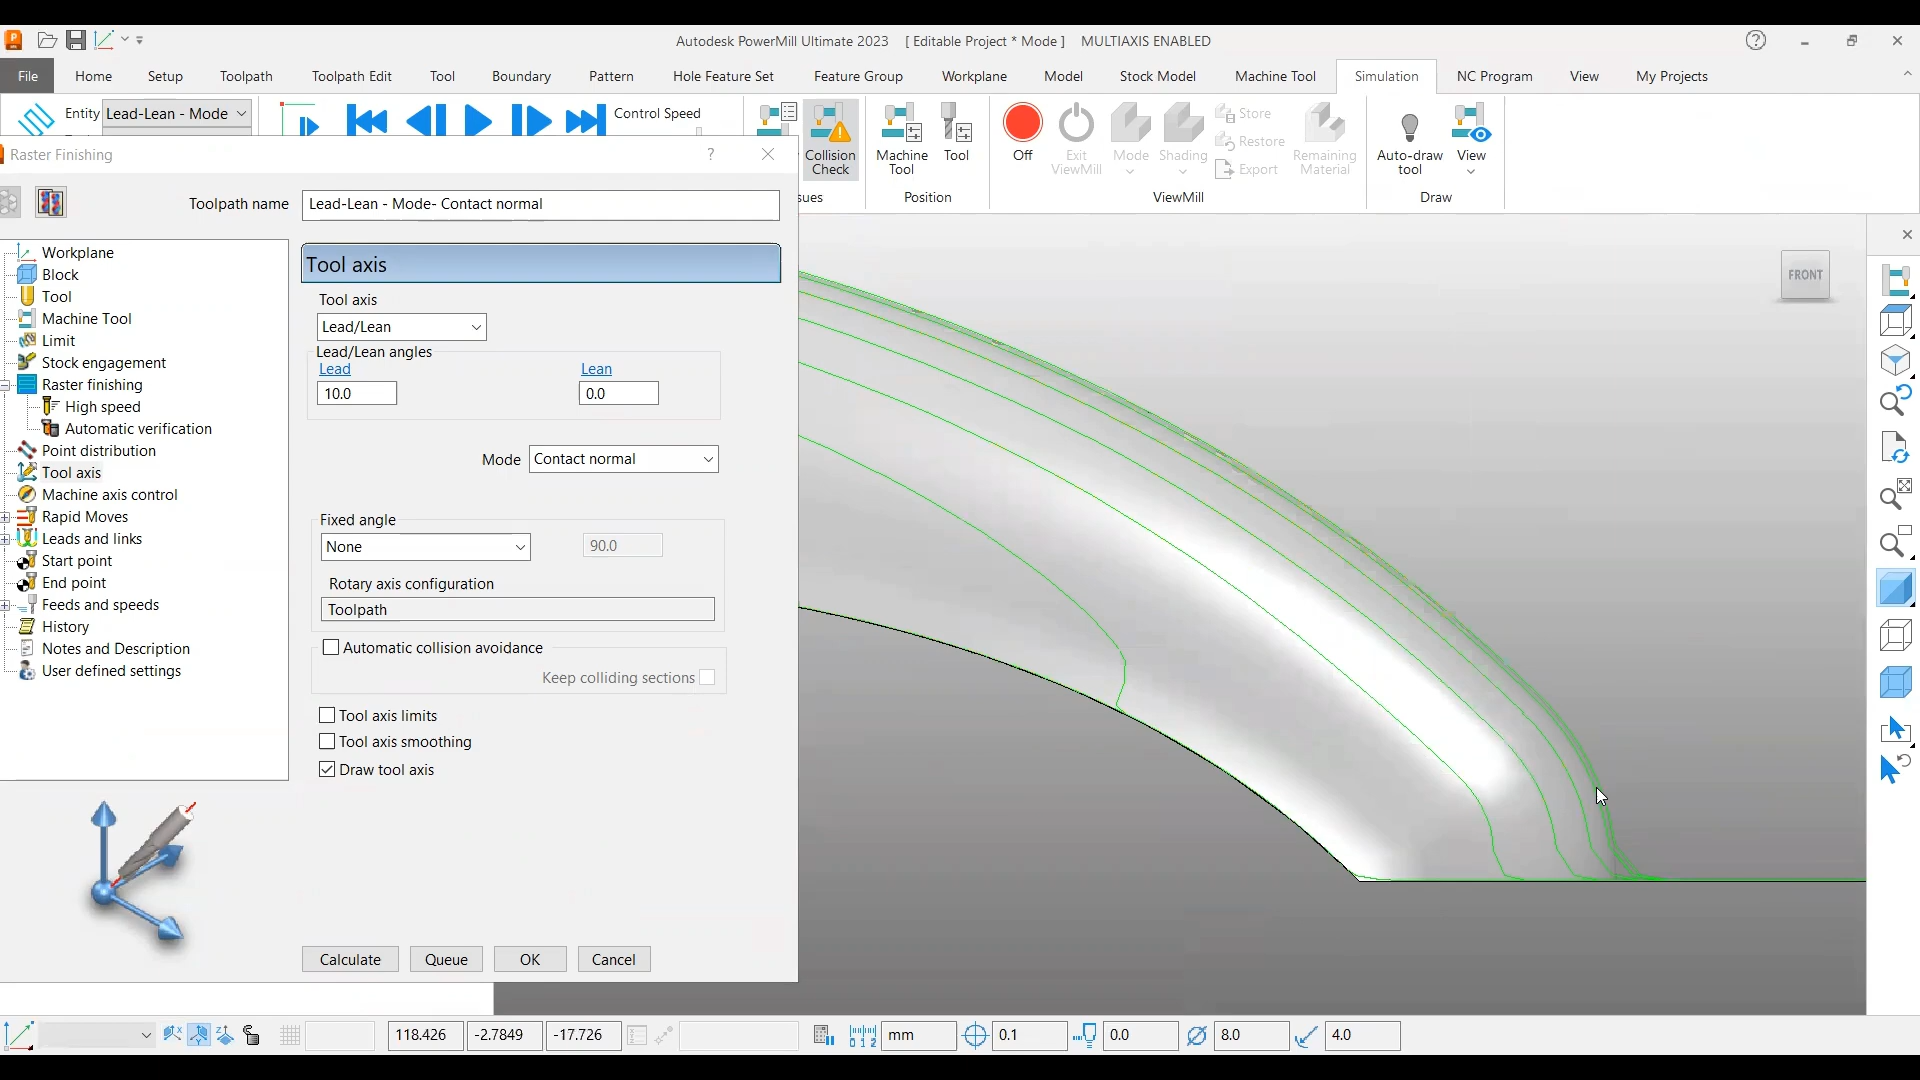 Autodesk PowerMill Ultimate 2023 [ Editable Project * Mode ] MULTIAXIS ENABLED
File Home Setup Toolpath Toolpath Edit Tool Boundary Pattern Hole Feature Set Feature Group Workplane Model Stock Model Machine Tool Simulation NC Program View My Projects
Entity Lead-Lean - Mode Control Speed
Collision Check
Machine Tool
Tool
Position
Off
Exit ViewMill
Mode
Shading
Store
Restore
Export
Remaining Material
ViewMill
Auto-draw tool
View
Draw
Raster Finishing
Toolpath name Lead-Lean - Mode- Contact normal
Workplane
Block
Tool
Machine Tool
Limit
Stock engagement
Raster finishing
High speed
Automatic verification
Point distribution
Tool axis
Machine axis control
Rapid Moves
Leads and links
Start point
End point
Feeds and speeds
History
Notes and Description
User defined settings
Tool axis
Tool axis
Lead/Lean
Lead/Lean angles
Lead Lean
10.0 0.0
Mode Contact normal
Fixed angle
None 90.0
Rotary axis configuration
Toolpath
Automatic collision avoidance
Keep colliding sections
Tool axis limits
Tool axis smoothing
Draw tool axis
Calculate Queue OK Cancel
FRONT
118.426 -2.7849 -17.726 mm 0.1 0.0 8.0 4.0